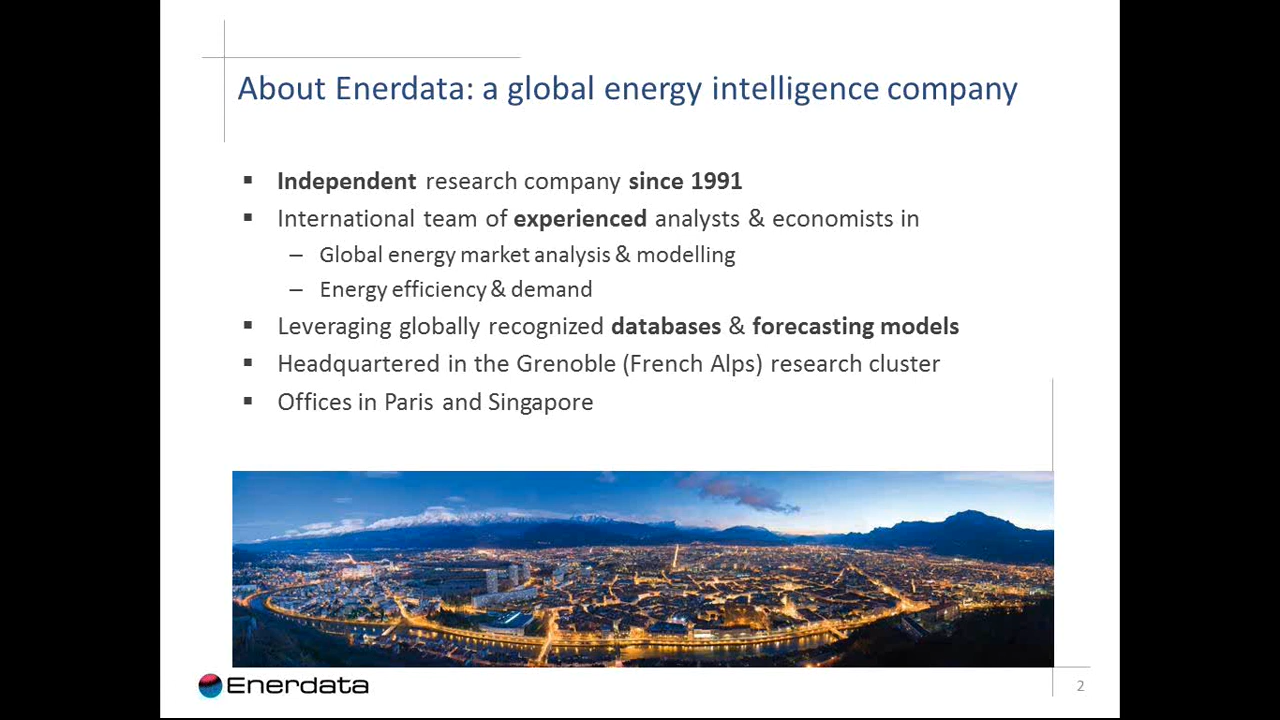 About Enerdata: a global energy intelligence company
▪ Independent research company since 1991
▪ International team of experienced analysts & economists in
– Global energy market analysis & modelling
– Energy efficiency & demand
▪ Leveraging globally recognized databases & forecasting models
▪ Headquartered in the Grenoble (French Alps) research cluster
▪ Offices in Paris and Singapore
Enerdata
2